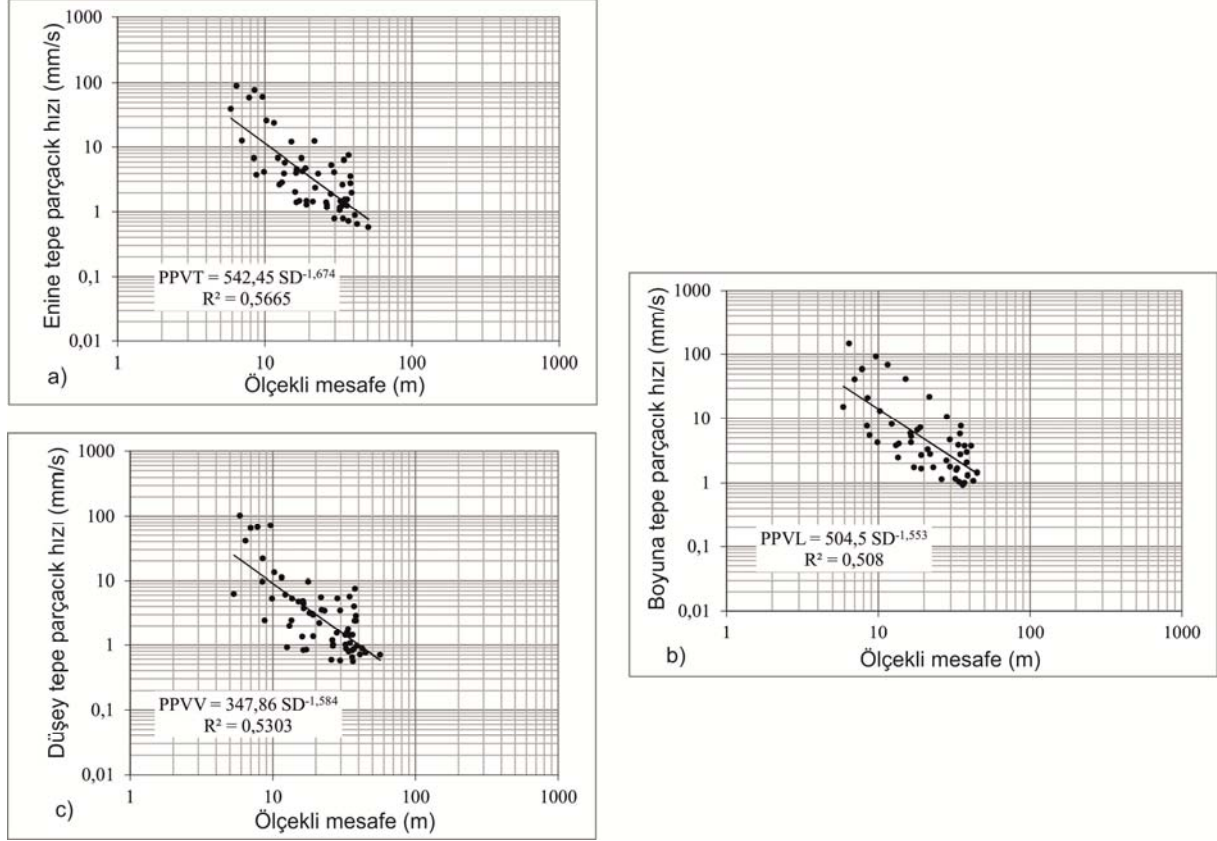 Enine tepe parçacık hızı (mm/s)
1000
100
10
1
0,1
0,01
PPVT = 542,45 SD-1,674
R² = 0,5665
1 10 100 1000
a)
Ölçekli mesafe (m)
Boyuna tepe parçacık hızı (mm/s)
1000
100
10
1
0,1
0,01
PPVL = 504,5 SD-1,553
R² = 0,508
1 10 100 1000
b)
Ölçekli mesafe (m)
Düşey tepe parçacık hızı (mm/s)
1000
100
10
1
0,1
0,01
PPVV = 347,86 SD-1,584
R² = 0,5303
1 10 100 1000
c)
Ölçekli mesafe (m)